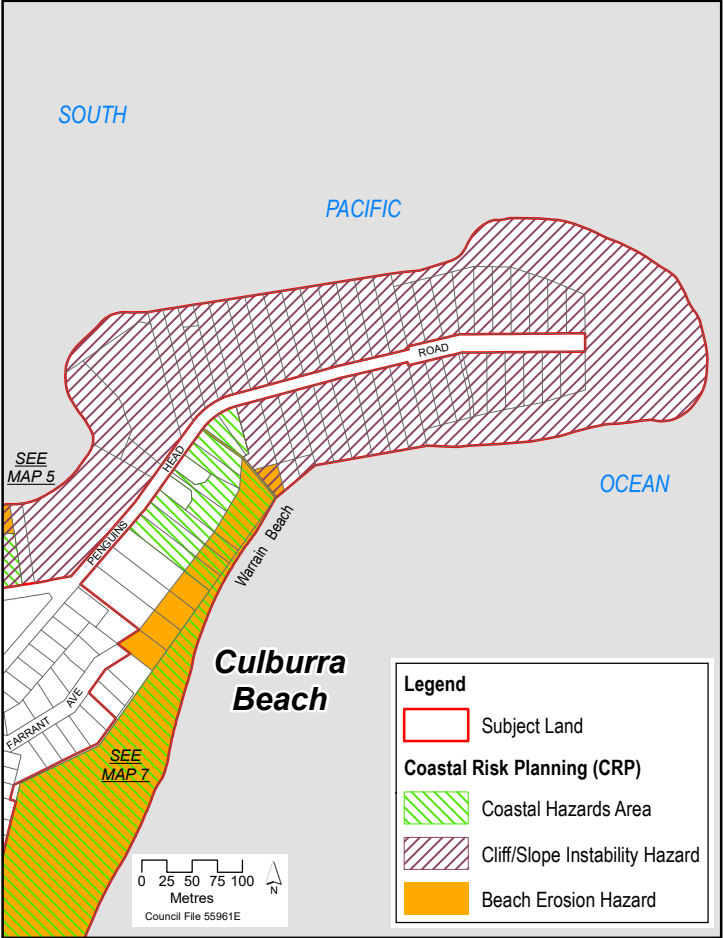 SOUTH
PACIFIC
ROAD
HEAD
SEE
MAP 5
OCEAN
PENGUINS
Warrain Beach
Culburra
Beach
AVE
FARRANT
SEE
MAP 7
Legend
Subject Land
Coastal Risk Planning (CRP)
Coastal Hazards Area
Cliff/Slope Instability Hazard
Beach Erosion Hazard
0 25 50 75 100
Metres
N
Council File 55961E